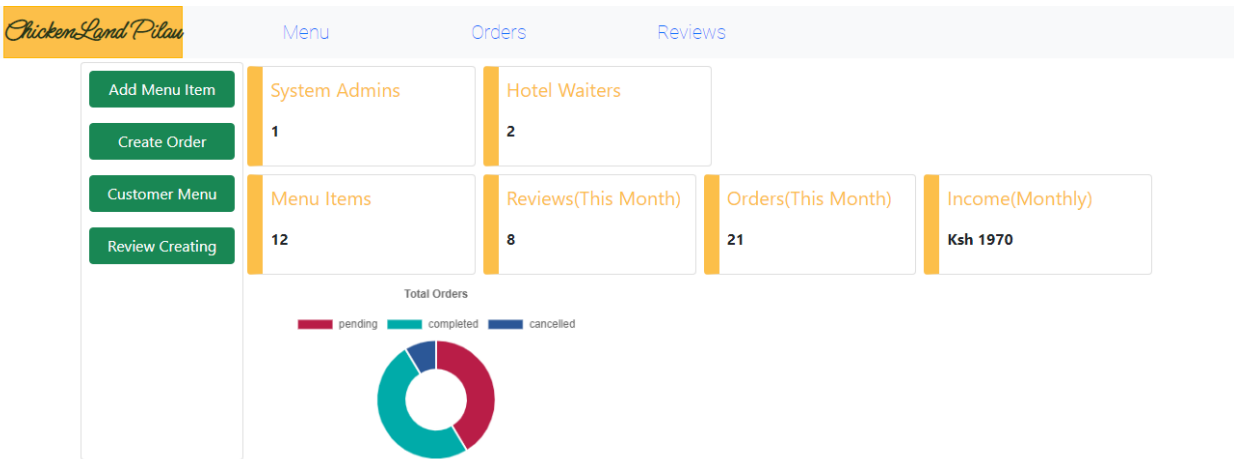 ChickenLand Pilau Menu Orders Reviews
Add Menu Item
Create Order
Customer Menu
Review Creating
System Admins
1
Hotel Waiters
2
Menu Items
12
Reviews(This Month)
8
Orders(This Month)
21
Income(Monthly)
Ksh 1970
Total Orders
pending completed cancelled